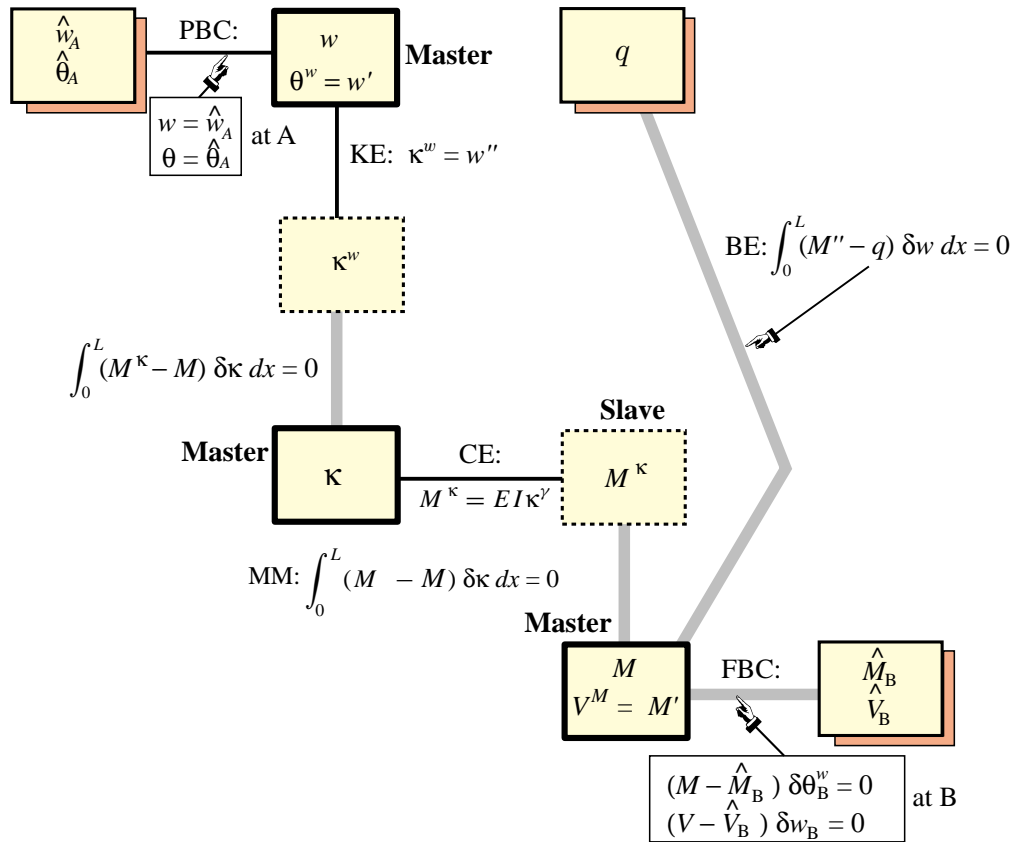 ŵ_A
θ̂_A
PBC:
w
θ^w = w′
Master
q
w = ŵ_A
θ = θ̂_A
at A
KE: κ^w = w″
κ^w
BE: ∫_0^L (M″ – q) δw dx = 0
∫_0^L (M^κ – M) δκ dx = 0
Slave
Master
κ
CE:
M^κ = EIκ^γ
M^κ
MM: ∫_0^L (M – M) δκ dx = 0
Master
M
V^M = M′
FBC:
M̂_B
V̂_B
(M – M̂_B) δθ_B^w = 0
(V – V̂_B) δw_B = 0
at B